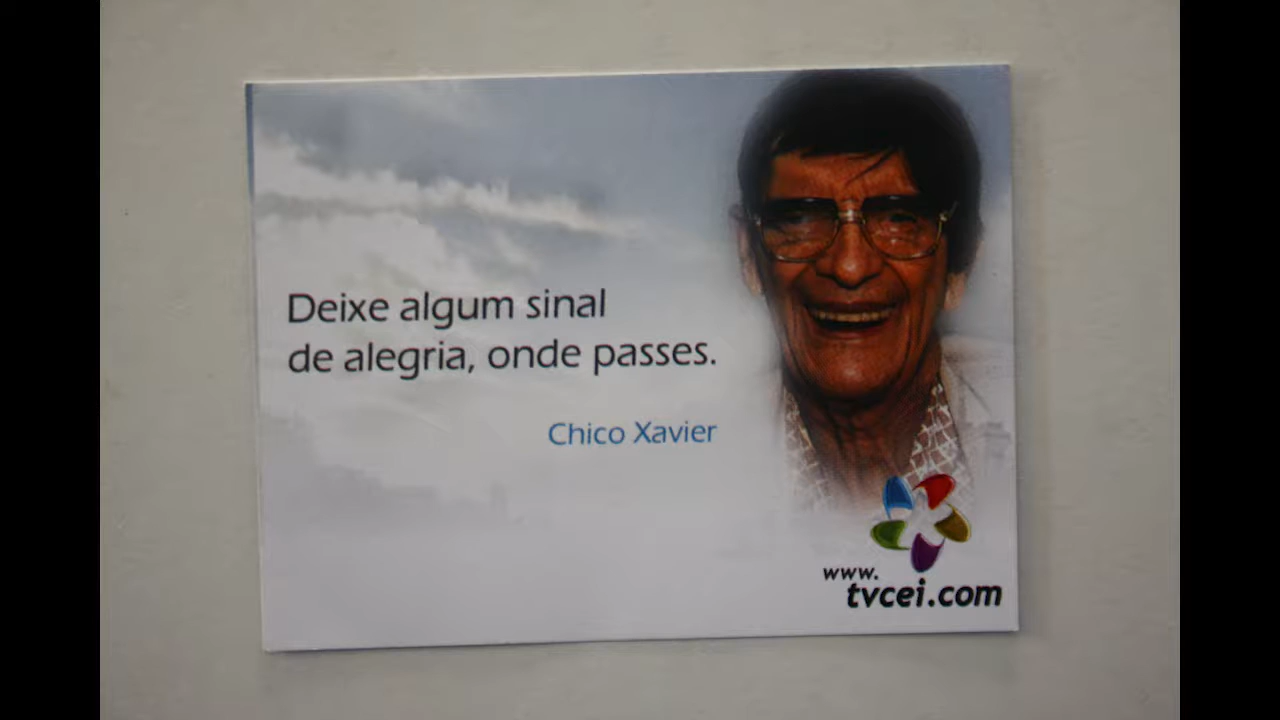 Deixe algum sinal
de alegria, onde passes.
Chico Xavier
www.
tvcei.com